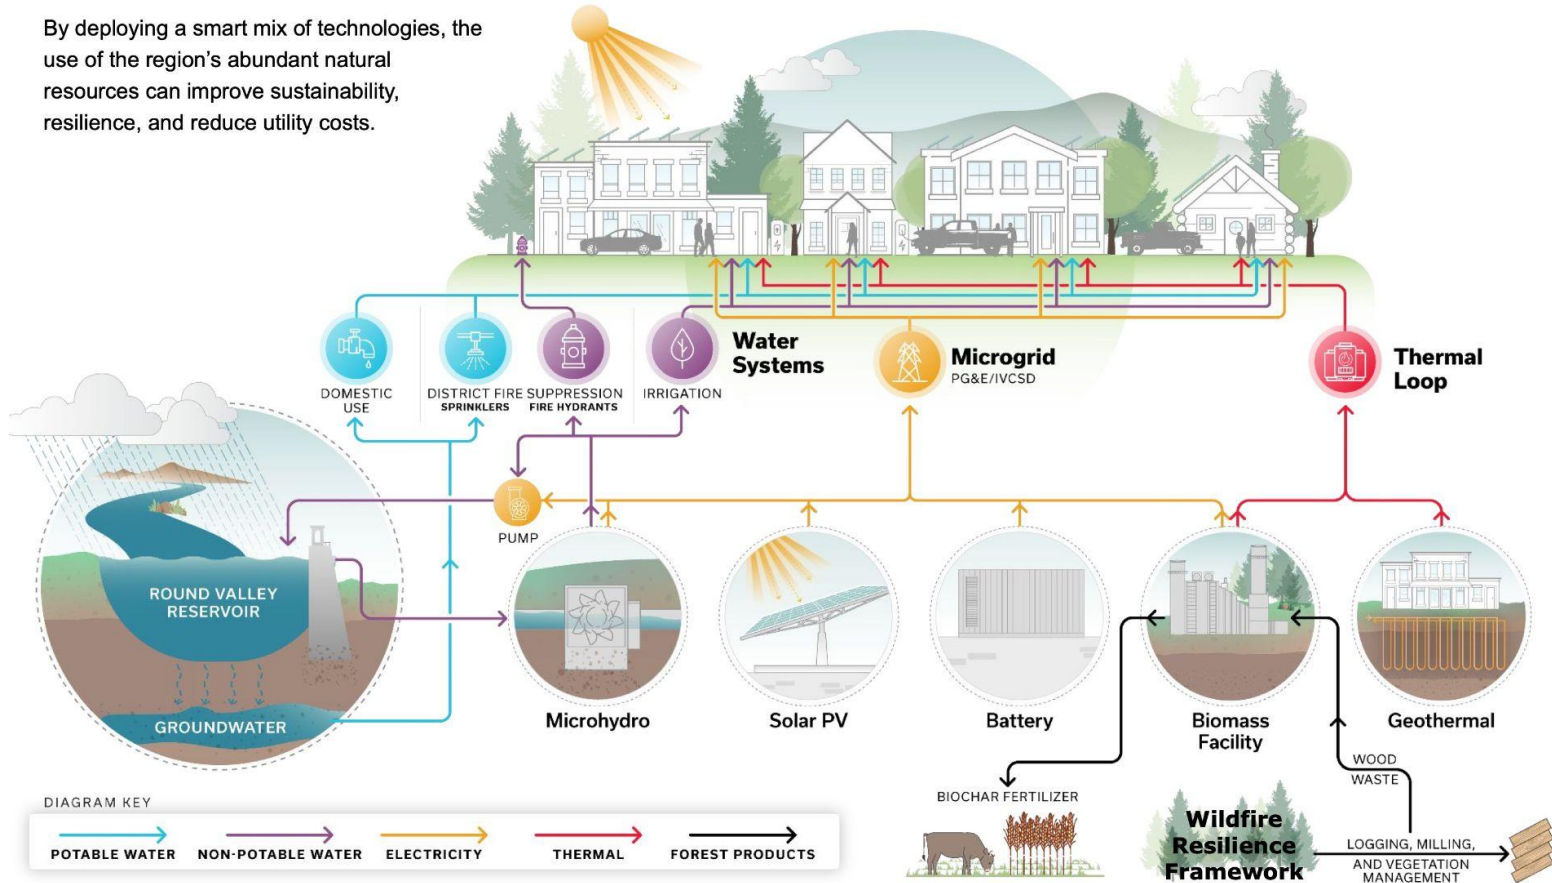 By deploying a smart mix of technologies, the
use of the region's abundant natural
resources can improve sustainability,
resilience, and reduce utility costs.
DOMESTIC
USE
DISTRICT FIRE
SPRINKLERS
SUPPRESSION
FIRE HYDRANTS
IRRIGATION
Water
Systems
Microgrid
PG&E/IVCSD
Thermal
Loop
PUMP
ROUND VALLEY
RESERVOIR
GROUNDWATER
Microhydro
Solar PV
Battery
Biomass
Facility
Geothermal
WOOD
WASTE
BIOCHAR FERTILIZER
Wildfire
Resilience
Framework
LOGGING, MILLING,
AND VEGETATION
MANAGEMENT
DIAGRAM KEY
POTABLE WATER
NON-POTABLE WATER
ELECTRICITY
THERMAL
FOREST PRODUCTS